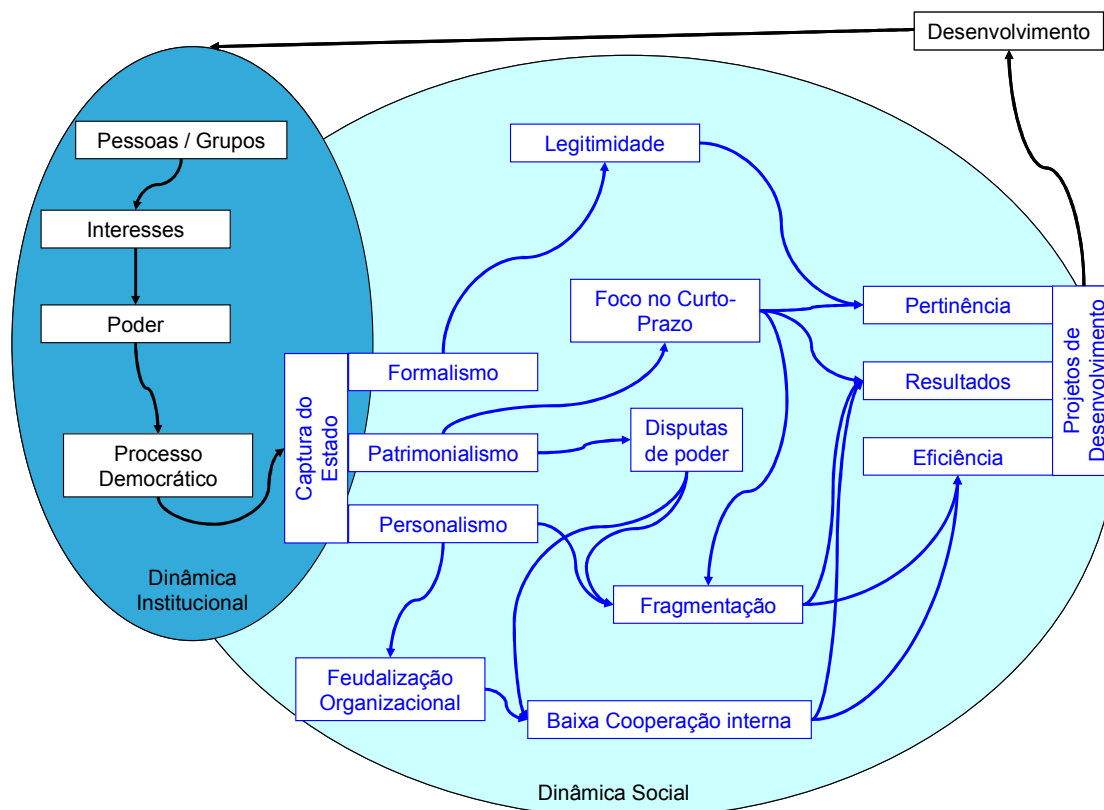 Desenvolvimento
Pessoas / Grupos
Legitimidade
Interesses
Foco no Curto-
Prazo
Pertinência
Poder
Formalismo
Resultados
Captura do
Estado
Projetos de
Desenvolvimento
Disputas
de poder
Patrimonialismo
Eficiência
Processo
Democrático
Personalismo
Dinâmica
Institucional
Fragmentação
Feudalização
Organizacional
Baixa Cooperação interna
Dinâmica Social